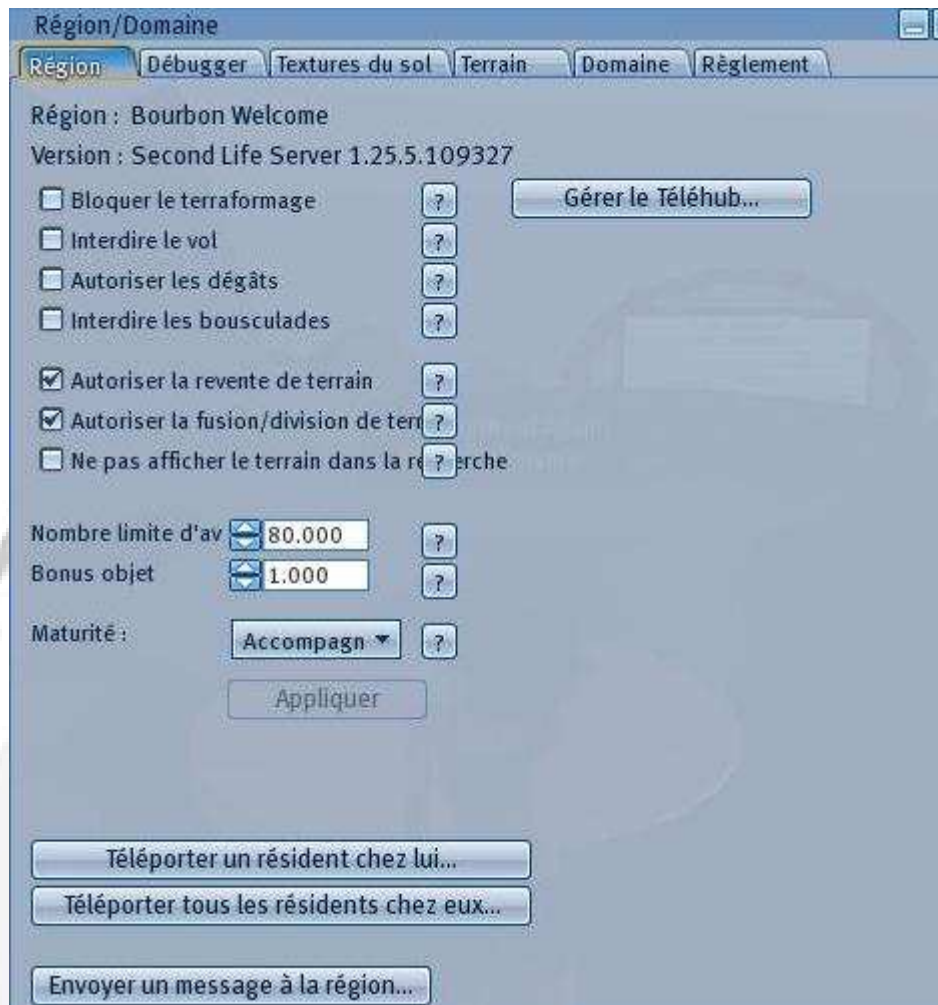 Région/Domaine
Région Débugger Textures du sol Terrain Domaine Règlement
Région : Bourbon Welcome
Version : Second Life Server 1.25.5.109327
Bloquer le terraformage ? Gérer le Téléhub...
Interdire le vol ?
Autoriser les dégâts ?
Interdire les bousculades ?
Autoriser la revente de terrain ?
Autoriser la fusion/division de terr ?
Ne pas afficher le terrain dans la re ? erche
Nombre limite d'av 80.000 ?
Bonus objet 1.000 ?
Maturité : Accompagn ?
Appliquer
Téléporter un résident chez lui...
Téléporter tous les résidents chez eux...
Envoyer un message à la région...